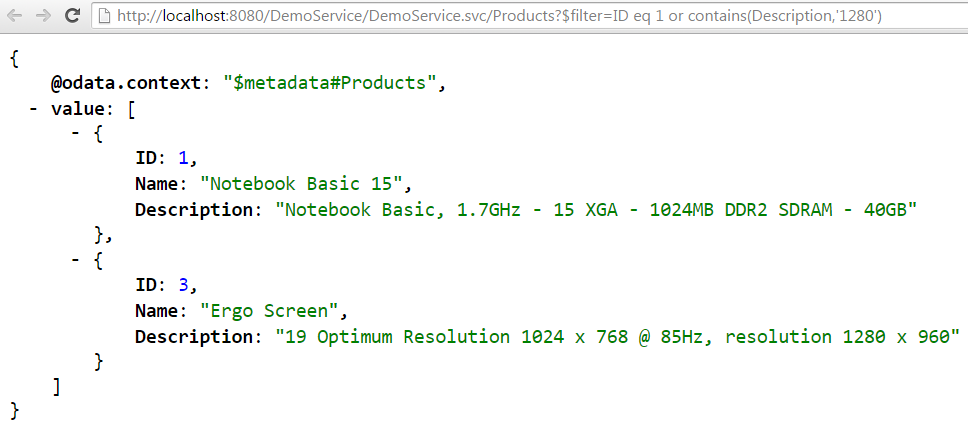 http://localhost:8080/DemoService/DemoService.svc/Products?$filter=ID eq 1 or contains(Description,'1280')
{
@odata.context: "$metadata#Products",
- value: [
- {
ID: 1,
Name: "Notebook Basic 15",
Description: "Notebook Basic, 1.7GHz - 15 XGA - 1024MB DDR2 SDRAM - 40GB"
},
- {
ID: 3,
Name: "Ergo Screen",
Description: "19 Optimum Resolution 1024 x 768 @ 85Hz, resolution 1280 x 960"
}
]
}